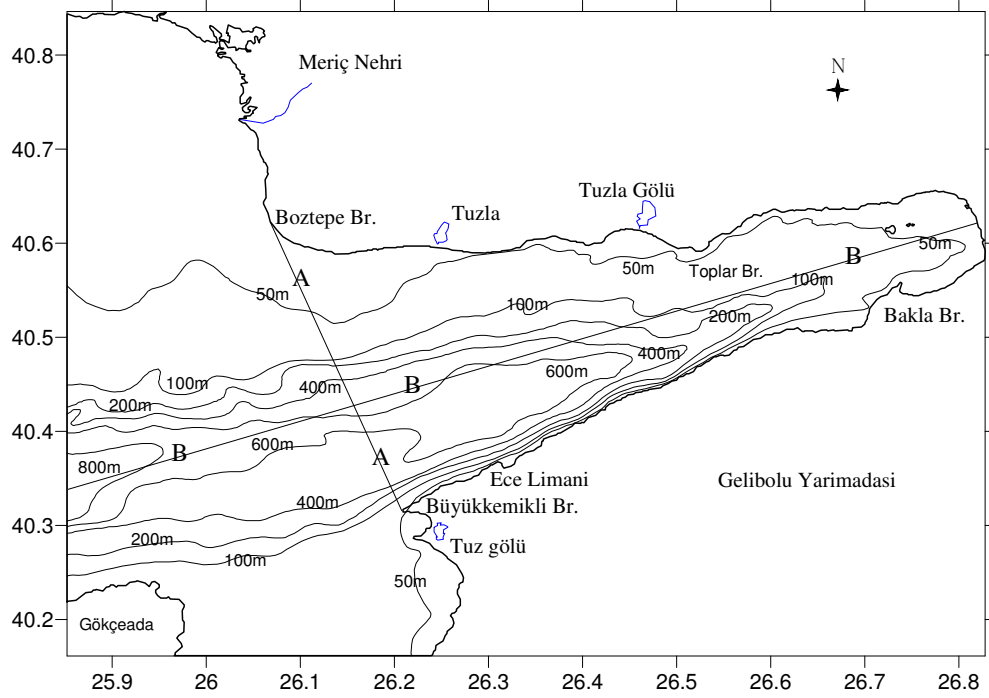 40.8
Meriç Nehri
N
40.7
Tuzla Gölü
Boztepe Br.
Tuzla
40.6
50m
B
A
50m
Toplar Br.
50m
100m
100m
200m
Bakla Br.
40.5
400m
600m
100m
400m
B
200m
40.4
600m
B
A
800m
Ece Limani
Gelibolu Yarimadasi
400m
Büyükkemikli Br.
40.3
200m
Tuz gölü
100m
50m
40.2
Gökçeada
25.9 26 26.1 26.2 26.3 26.4 26.5 26.6 26.7 26.8